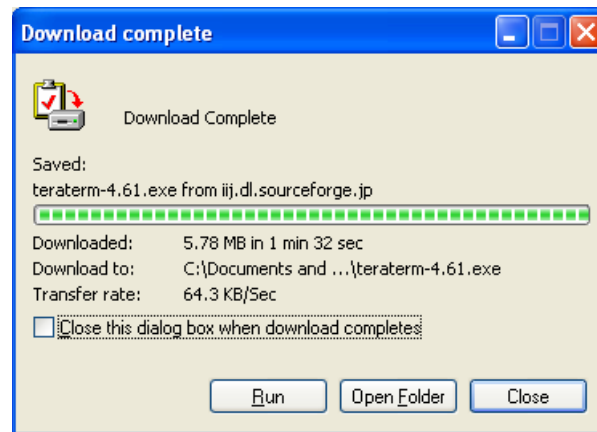 Download complete
Download Complete
Saved:
teraterm-4.61.exe from iij.dl.sourceforge.jp
Downloaded: 5.78 MB in 1 min 32 sec
Download to: C:\Documents and ...\teraterm-4.61.exe
Transfer rate: 64.3 KB/Sec
Close this dialog box when download completes
Run Open Folder Close